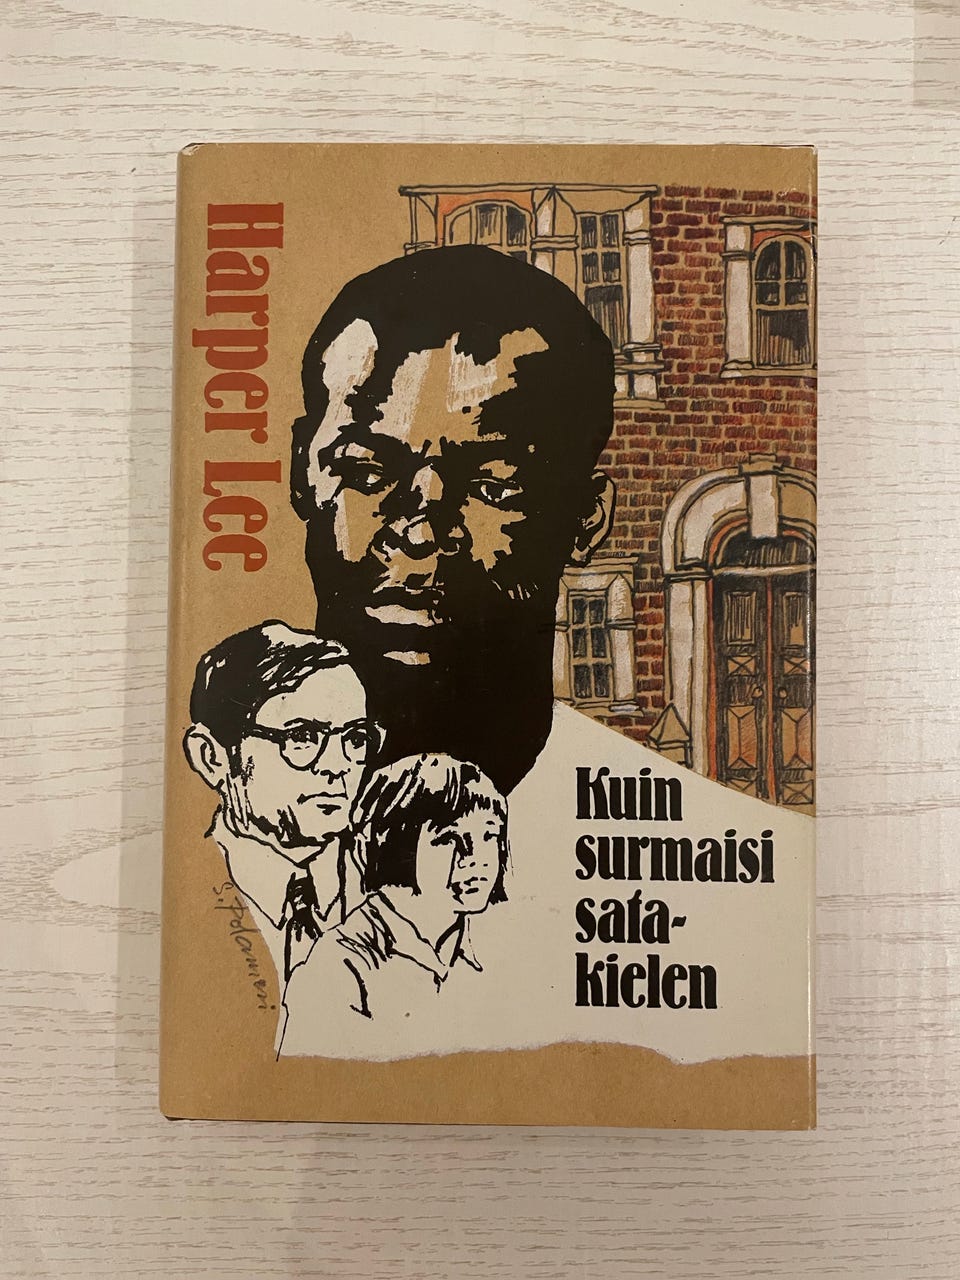 Harper Lee
Kuin
surmaisi
sata-
kielen